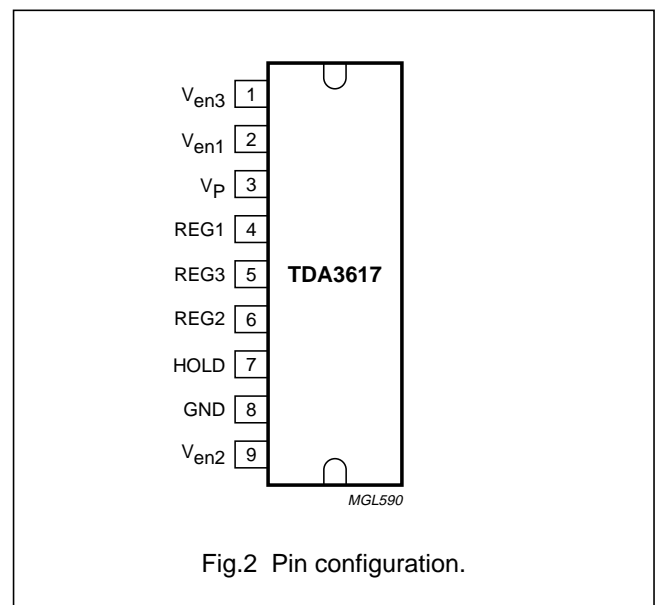 V_en3 1
V_en1 2
V_P 3
REG1 4
REG3 5
TDA3617
REG2 6
HOLD 7
GND 8
V_en2 9
MGL590
Fig.2 Pin configuration.